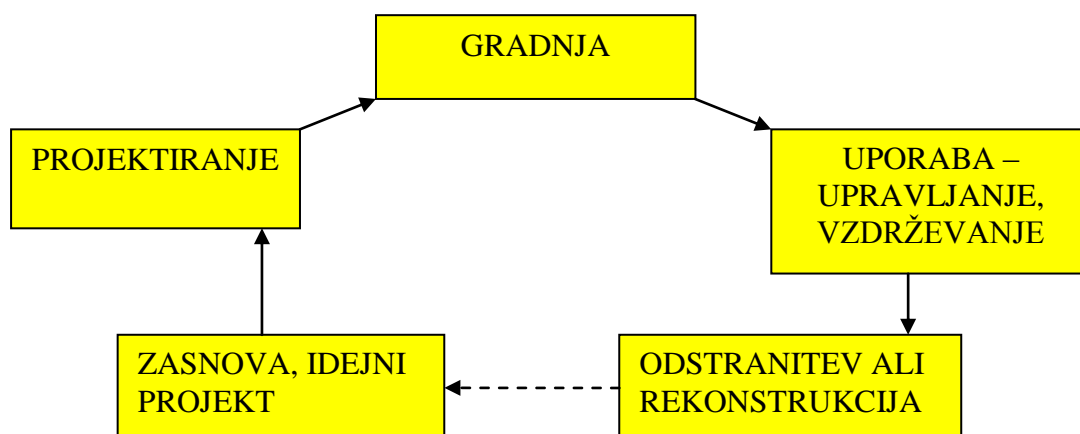 GRADNJA
PROJEKTIRANJE
UPORABA –
UPRAVLJANJE,
VZDRŽEVANJE
ZASNOVA, IDEJNI
PROJEKT
ODSTRANITEV ALI
REKONSTRUKCIJA